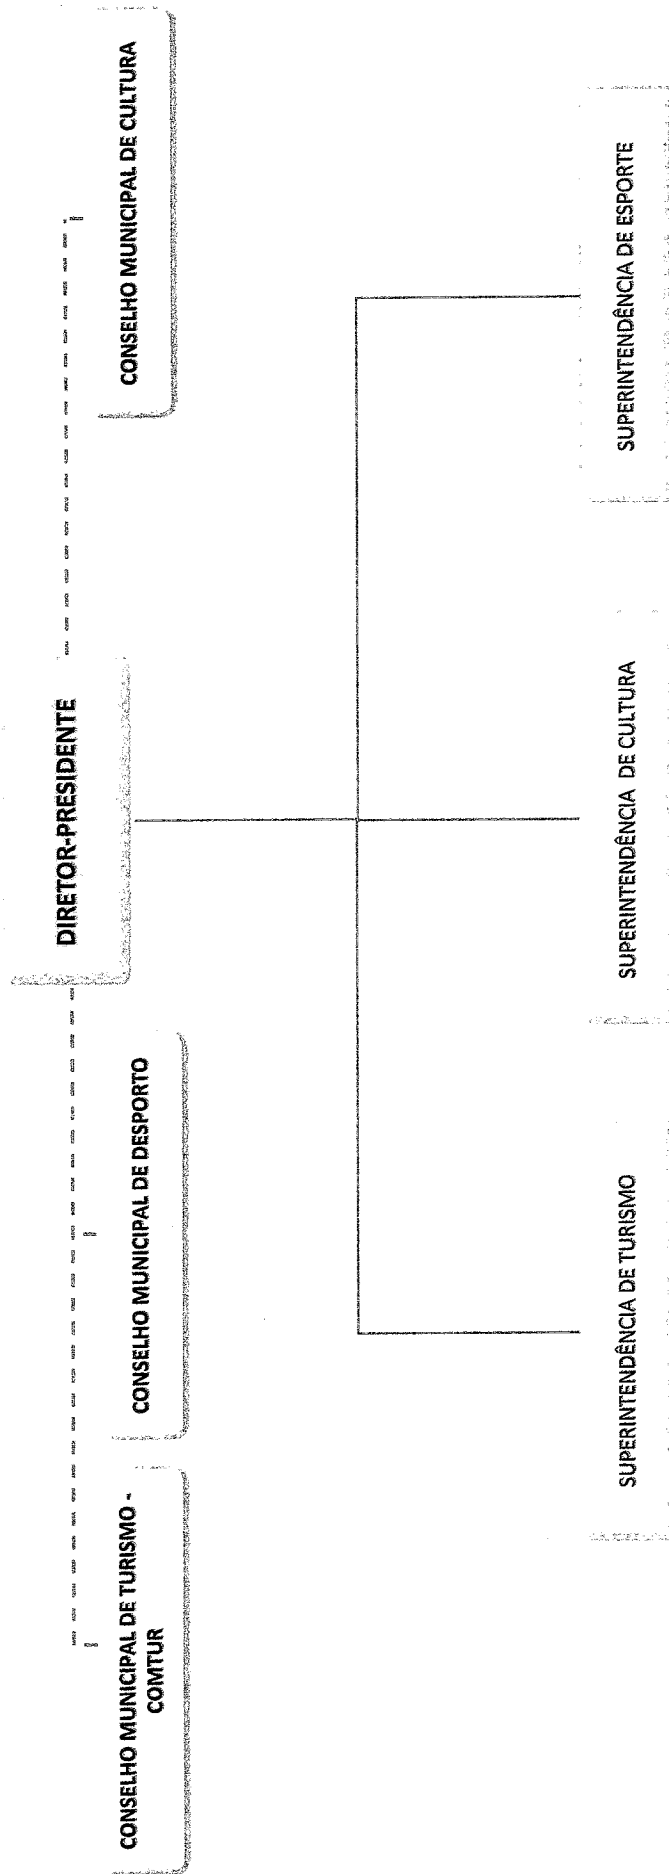 DIRETOR-PRESIDENTE
CONSELHO MUNICIPAL DE TURISMO -
COMTUR
CONSELHO MUNICIPAL DE DESPORTO
CONSELHO MUNICIPAL DE CULTURA
SUPERINTENDÊNCIA DE TURISMO
SUPERINTENDÊNCIA DE CULTURA
SUPERINTENDÊNCIA DE ESPORTE